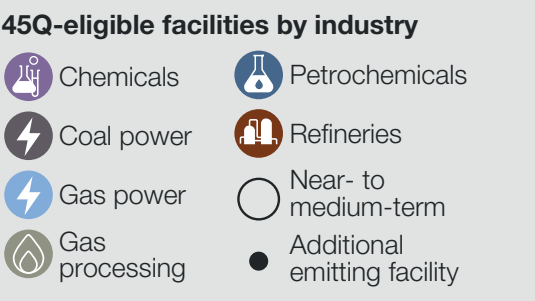 45Q-eligible facilities by industry
Chemicals
Coal power
Gas power
Gas
processing
Petrochemicals
Refineries
Near- to
medium-term
Additional
emitting facility